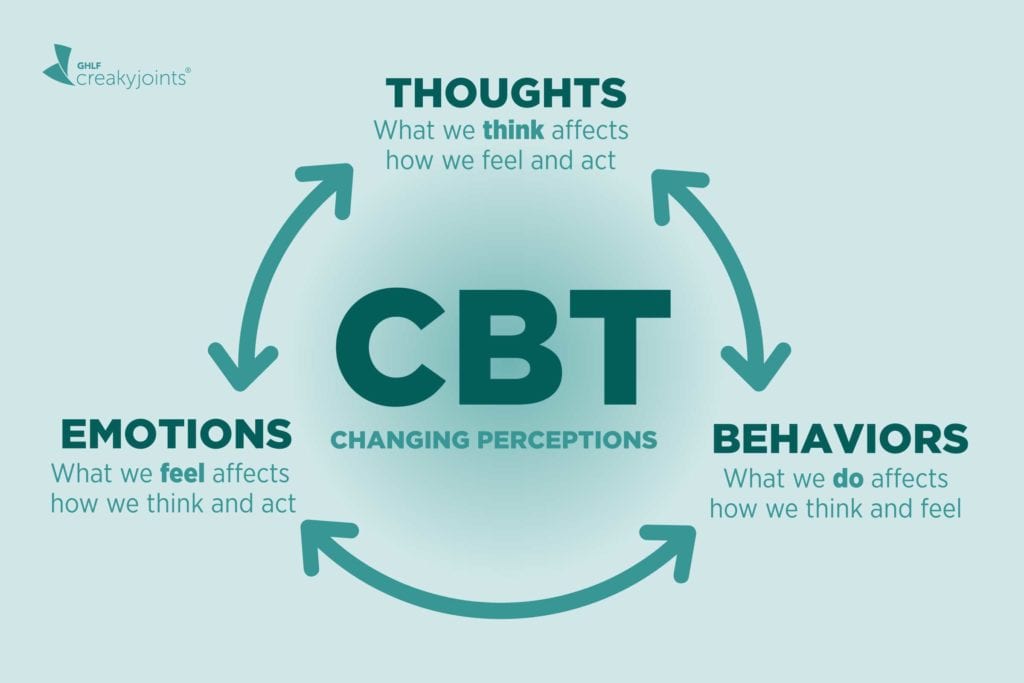 GHLF
creakyjoints®
THOUGHTS
What we think affects
how we feel and act
CBT
CHANGING PERCEPTIONS
EMOTIONS
What we feel affects
how we think and act
BEHAVIORS
What we do affects
how we think and feel